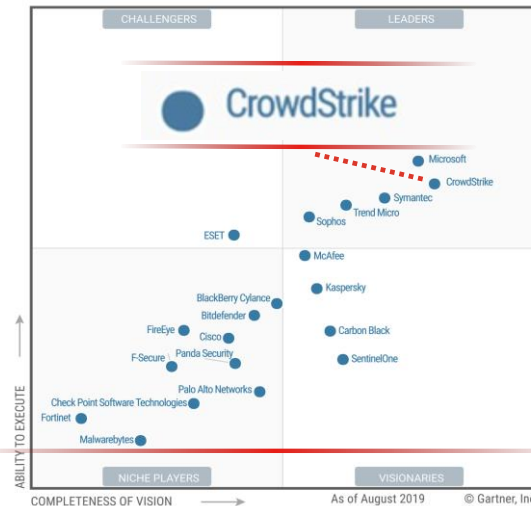 CHALLENGERS
LEADERS
CrowdStrike
Microsoft
CrowdStrike
Symantec
Trend Micro
Sophos
ESET
McAfee
Kaspersky
BlackBerry Cylance
Bitdefender
FireEye
Cisco
Carbon Black
F-Secure
Panda Security
SentinelOne
Palo Alto Networks
Check Point Software Technologies
Fortinet
Malwarebytes
ABILITY TO EXECUTE
NICHE PLAYERS
VISIONARIES
COMPLETENESS OF VISION
As of August 2019
© Gartner, Inc